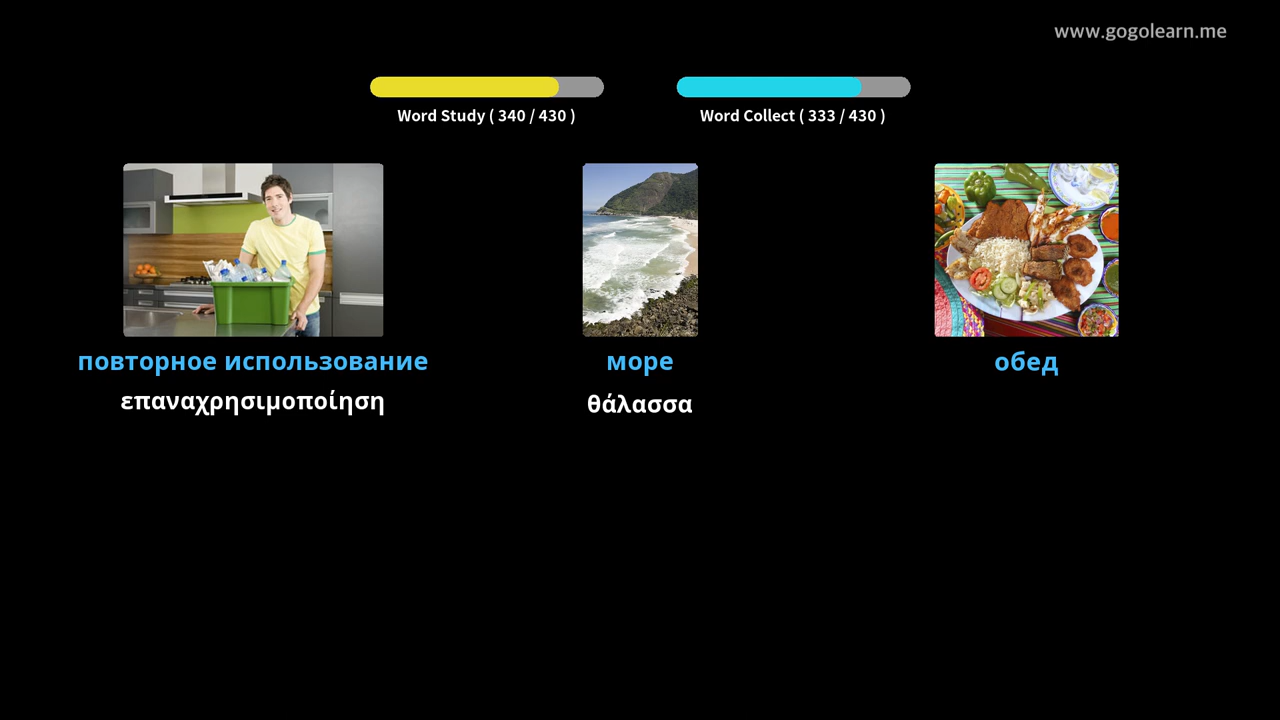 www.gogolearn.me
Word Study ( 340 / 430 )
Word Collect ( 333 / 430 )
повторное использование
море
обед
επαναχρησιμοποίηση
θάλασσα